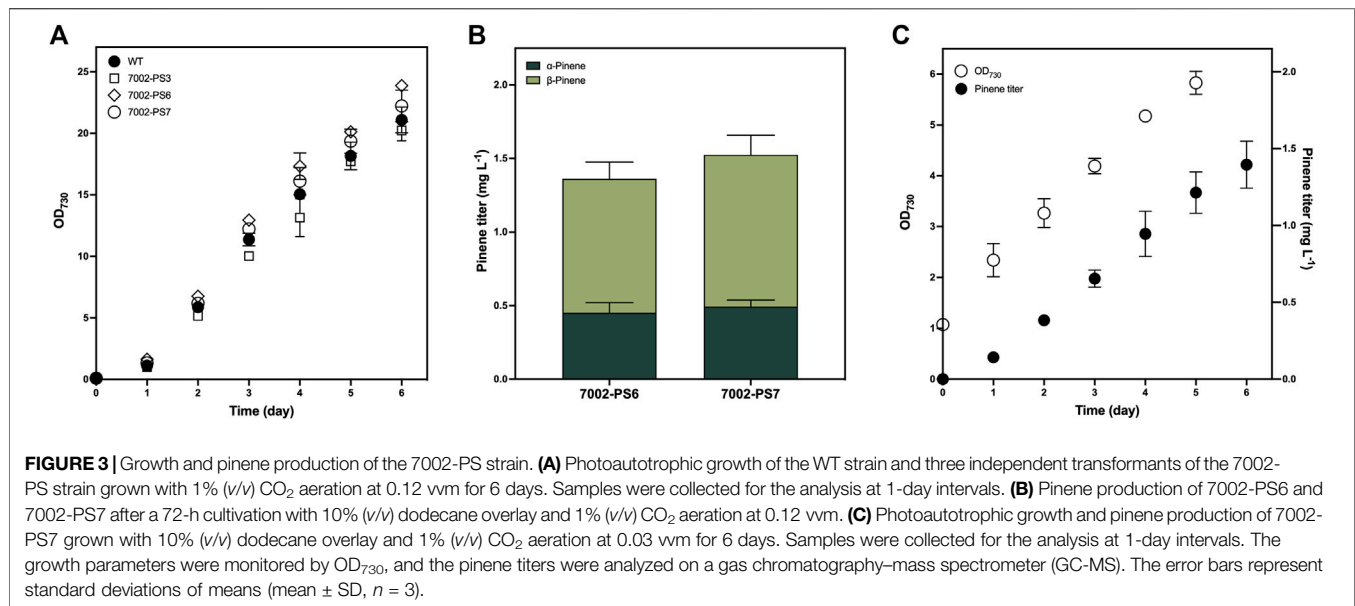 A
B
C
WT
7002-PS3
7002-PS6
7002-PS7
25
20
15
10
5
0
OD730
0 1 2 3 4 5 6
Time (day)
α-Pinene
β-Pinene
2.0
1.5
1.0
0.5
0.0
Pinene titer (mg L-1)
7002-PS6 7002-PS7
OD730
Pinene titer
6
5
4
3
2
1
0
OD730
0 1 2 3 4 5 6
Time (day)
2.0
1.5
1.0
0.5
0.0
Pinene titer (mg L-1)
FIGURE 3 | Growth and pinene production of the 7002-PS strain. (A) Photoautotrophic growth of the WT strain and three independent transformants of the 7002-
PS strain grown with 1% (v/v) CO2 aeration at 0.12 vvm for 6 days. Samples were collected for the analysis at 1-day intervals. (B) Pinene production of 7002-PS6 and
7002-PS7 after a 72-h cultivation with 10% (v/v) dodecane overlay and 1% (v/v) CO2 aeration at 0.12 vvm. (C) Photoautotrophic growth and pinene production of 7002-
PS7 grown with 10% (v/v) dodecane overlay and 1% (v/v) CO2 aeration at 0.03 vvm for 6 days. Samples were collected for the analysis at 1-day intervals. The
growth parameters were monitored by OD730, and the pinene titers were analyzed on a gas chromatography–mass spectrometer (GC-MS). The error bars represent
standard deviations of means (mean ± SD, n = 3).